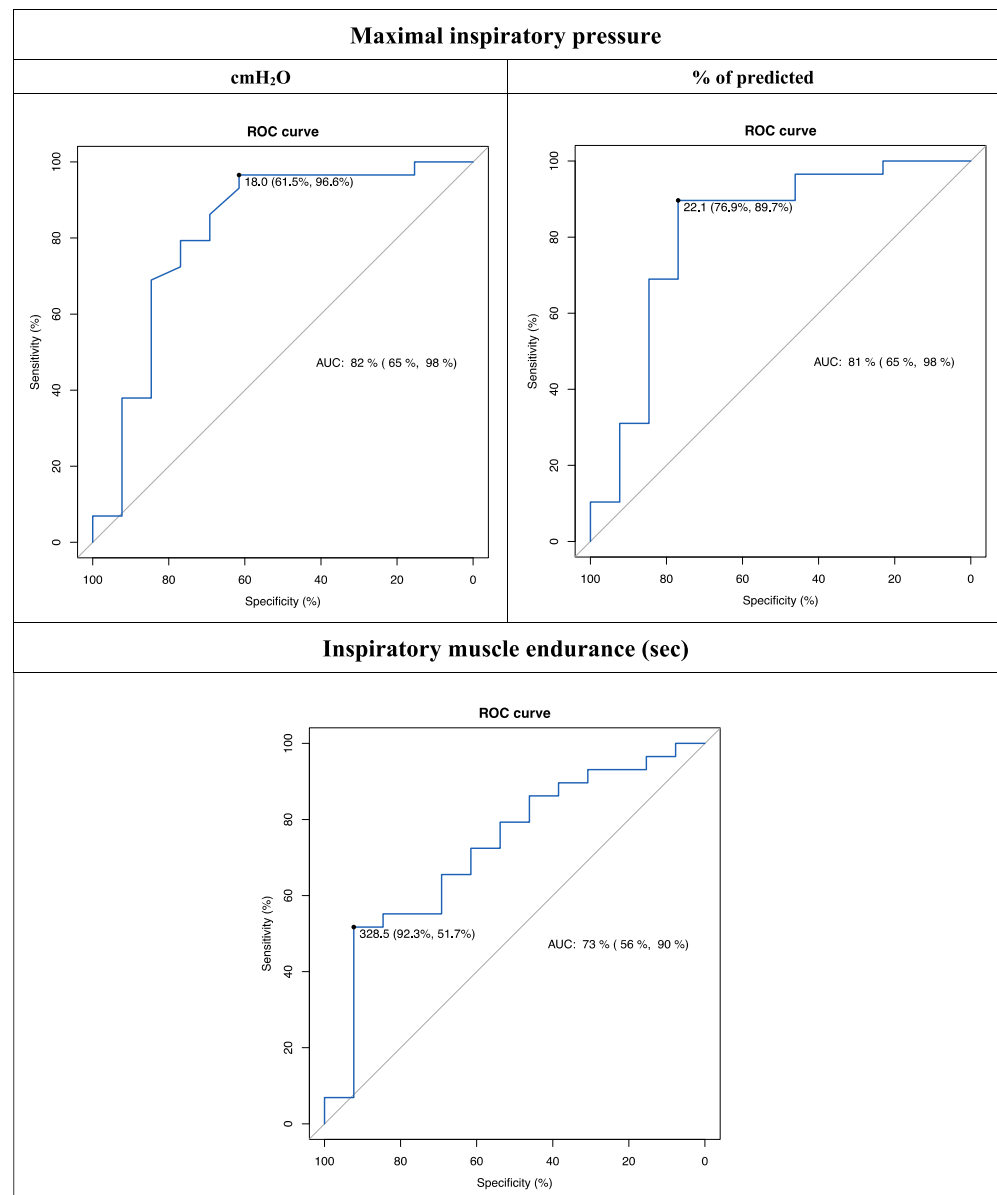 Maximal inspiratory pressure
cmH₂O
% of predicted
ROC curve
100
80
60
40
20
0
Sensitivity (%)
18.0 (61.5%, 96.6%)
AUC: 82 % ( 65 %, 98 %)
100
80
60
40
20
0
Specificity (%)
ROC curve
100
80
60
40
20
0
Sensitivity (%)
22.1 (76.9%, 89.7%)
AUC: 81 % ( 65 %, 98 %)
100
80
60
40
20
0
Specificity (%)
Inspiratory muscle endurance (sec)
ROC curve
100
80
60
40
20
0
Sensitivity (%)
328.5 (92.3%, 51.7%)
AUC: 73 % ( 56 %, 90 %)
100
80
60
40
20
0
Specificity (%)